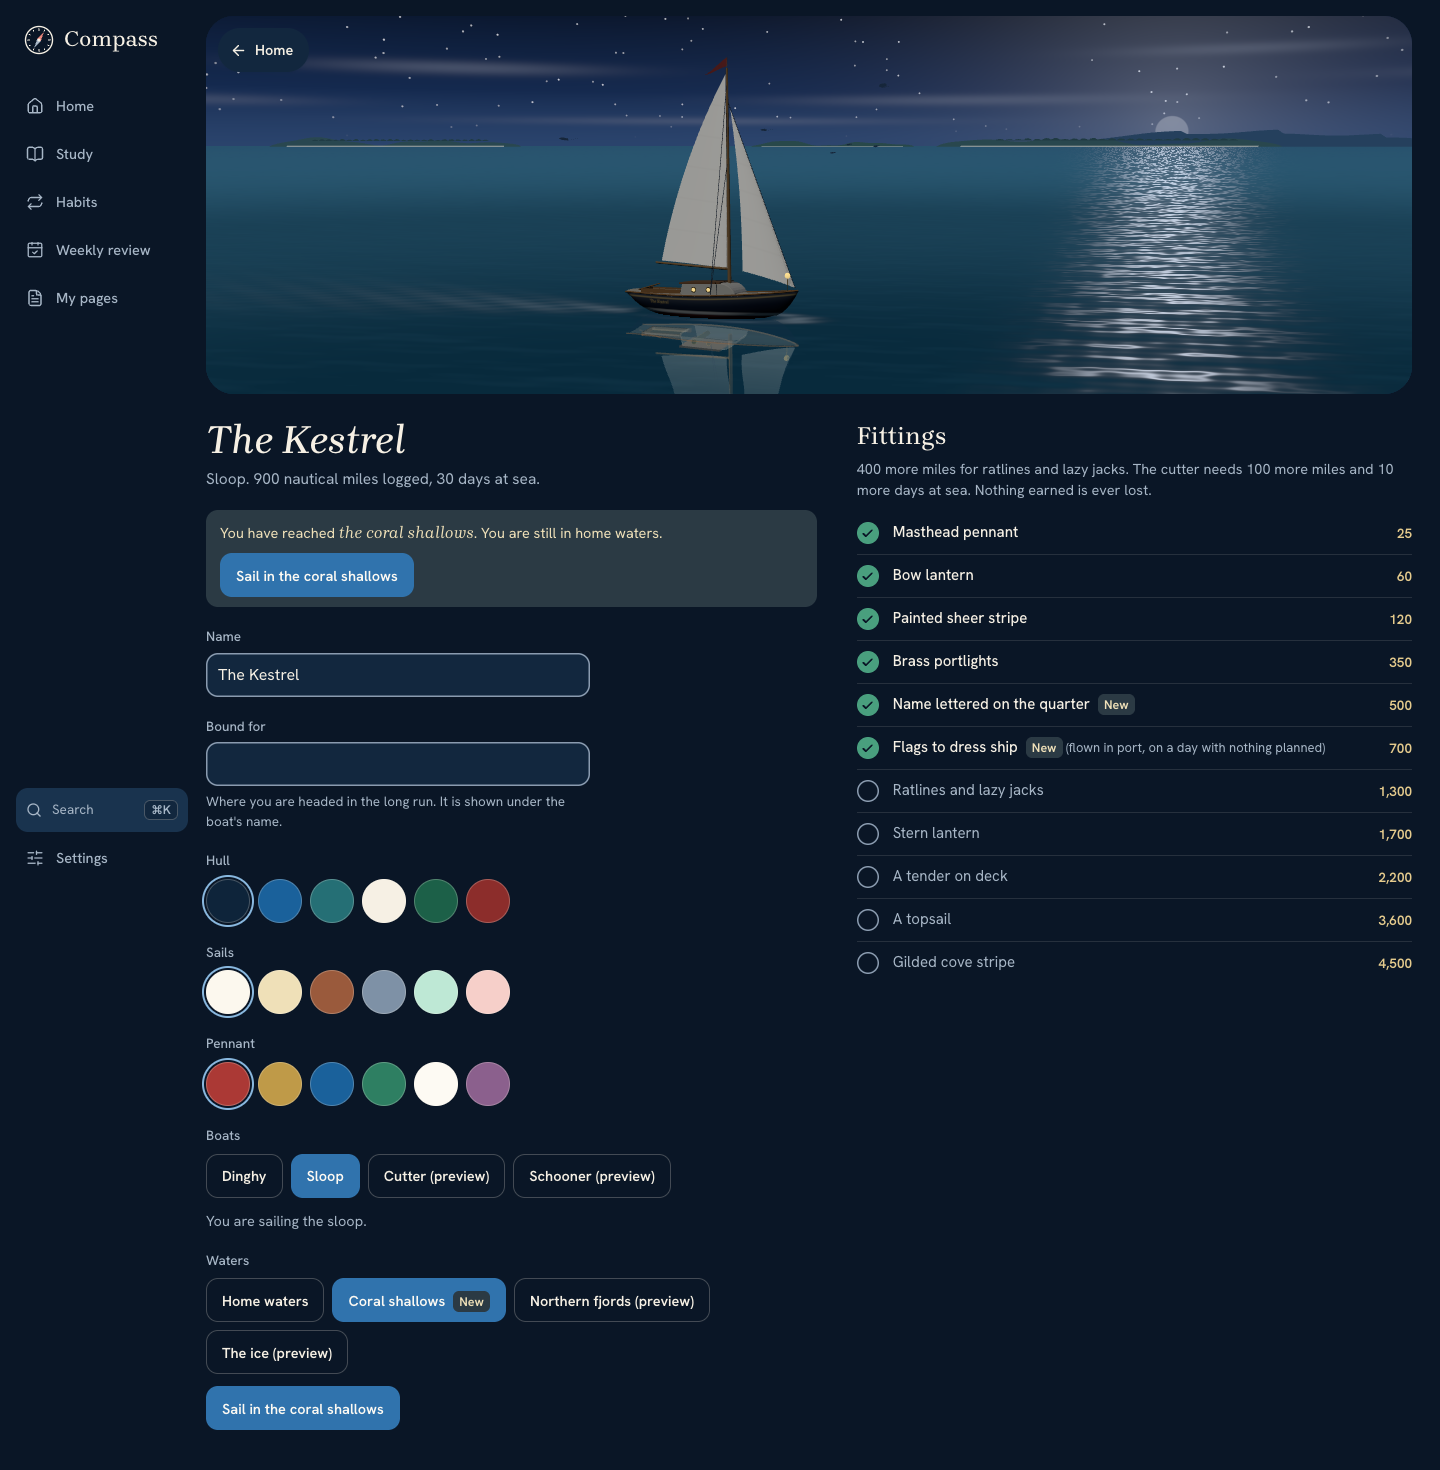 Compass
Home
Study
Habits
Weekly review
My pages
Search ⌘K
Settings
Home
The Kestrel
Sloop. 900 nautical miles logged, 30 days at sea.
You have reached the coral shallows. You are still in home waters.
Sail in the coral shallows
Name
The Kestrel
Bound for
Where you are headed in the long run. It is shown under the
boat's name.
Hull
Sails
Pennant
Boats
Dinghy
Sloop
Cutter (preview)
Schooner (preview)
You are sailing the sloop.
Waters
Home waters
Coral shallows New
Northern fjords (preview)
The ice (preview)
Sail in the coral shallows
Fittings
400 more miles for ratlines and lazy jacks. The cutter needs 100 more miles and 10
more days at sea. Nothing earned is ever lost.
Masthead pennant 25
Bow lantern 60
Painted sheer stripe 120
Brass portlights 350
Name lettered on the quarter New 500
Flags to dress ship New (flown in port, on a day with nothing planned) 700
Ratlines and lazy jacks 1,300
Stern lantern 1,700
A tender on deck 2,200
A topsail 3,600
Gilded cove stripe 4,500